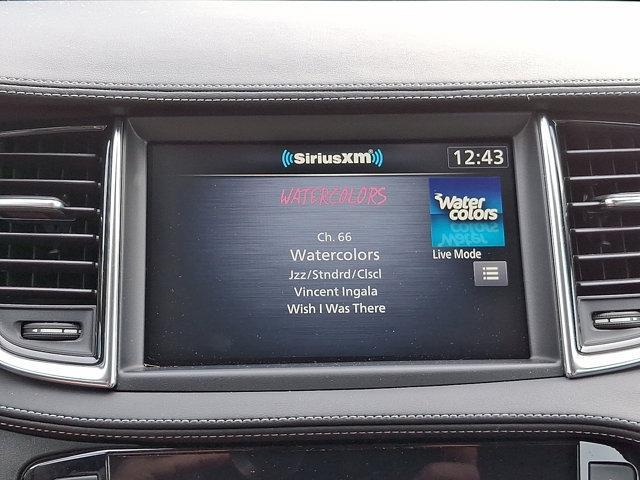 SiriusXM
12:43
WATERCOLORS
Water
colors
Ch. 66
Watercolors
Live Mode
Jzz/Stndrd/Clscl
Vincent Ingala
Wish I Was There